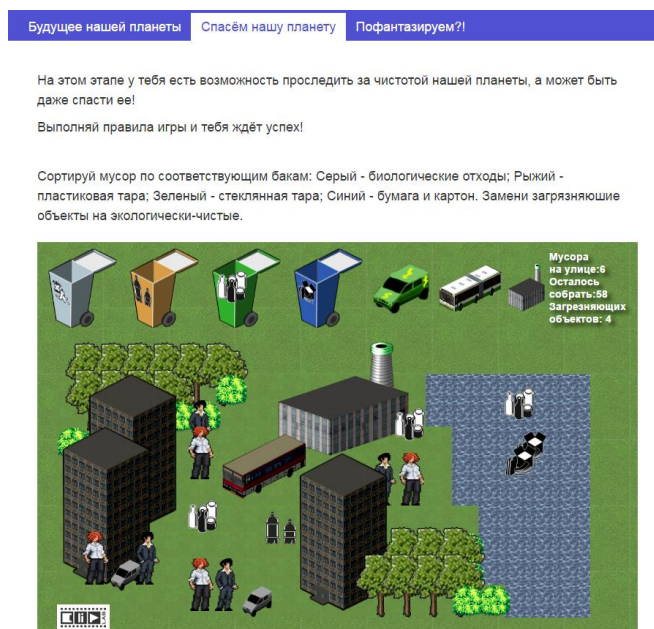 Будущее нашей планеты
Спасём нашу планету
Пофантазируем?!
На этом этапе у тебя есть возможность проследить за чистотой нашей планеты, а может быть
даже спасти ее!
Выполняй правила игры и тебя ждёт успех!
Сортируй мусор по соответствующим бакам: Серый - биологические отходы; Рыжий -
пластиковая тара; Зеленый - стеклянная тара; Синий - бумага и картон. Замени загрязняюшие
объекты на экологически-чистые.
Мусора
на улице:6
Осталось
собрать:58
Загрезняющих
объектов: 4